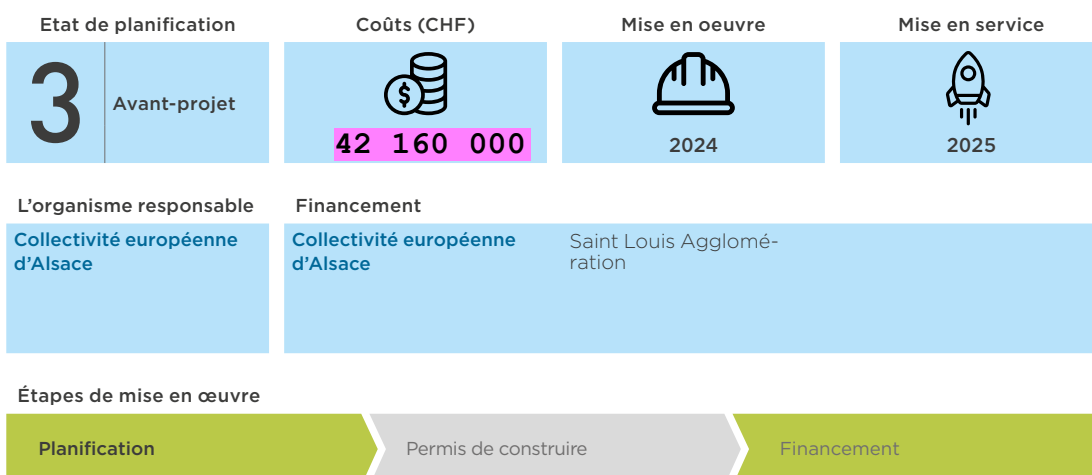 Etat de planification
Coûts (CHF)
Mise en oeuvre
Mise en service
3
Avant-projet
$
42 160 000
2024
2025
L'organisme responsable
Financement
Collectivité européenne
d'Alsace
Collectivité européenne
d'Alsace
Saint Louis Agglomé-
ration
Étapes de mise en œuvre
Planification
Permis de construire
Financement